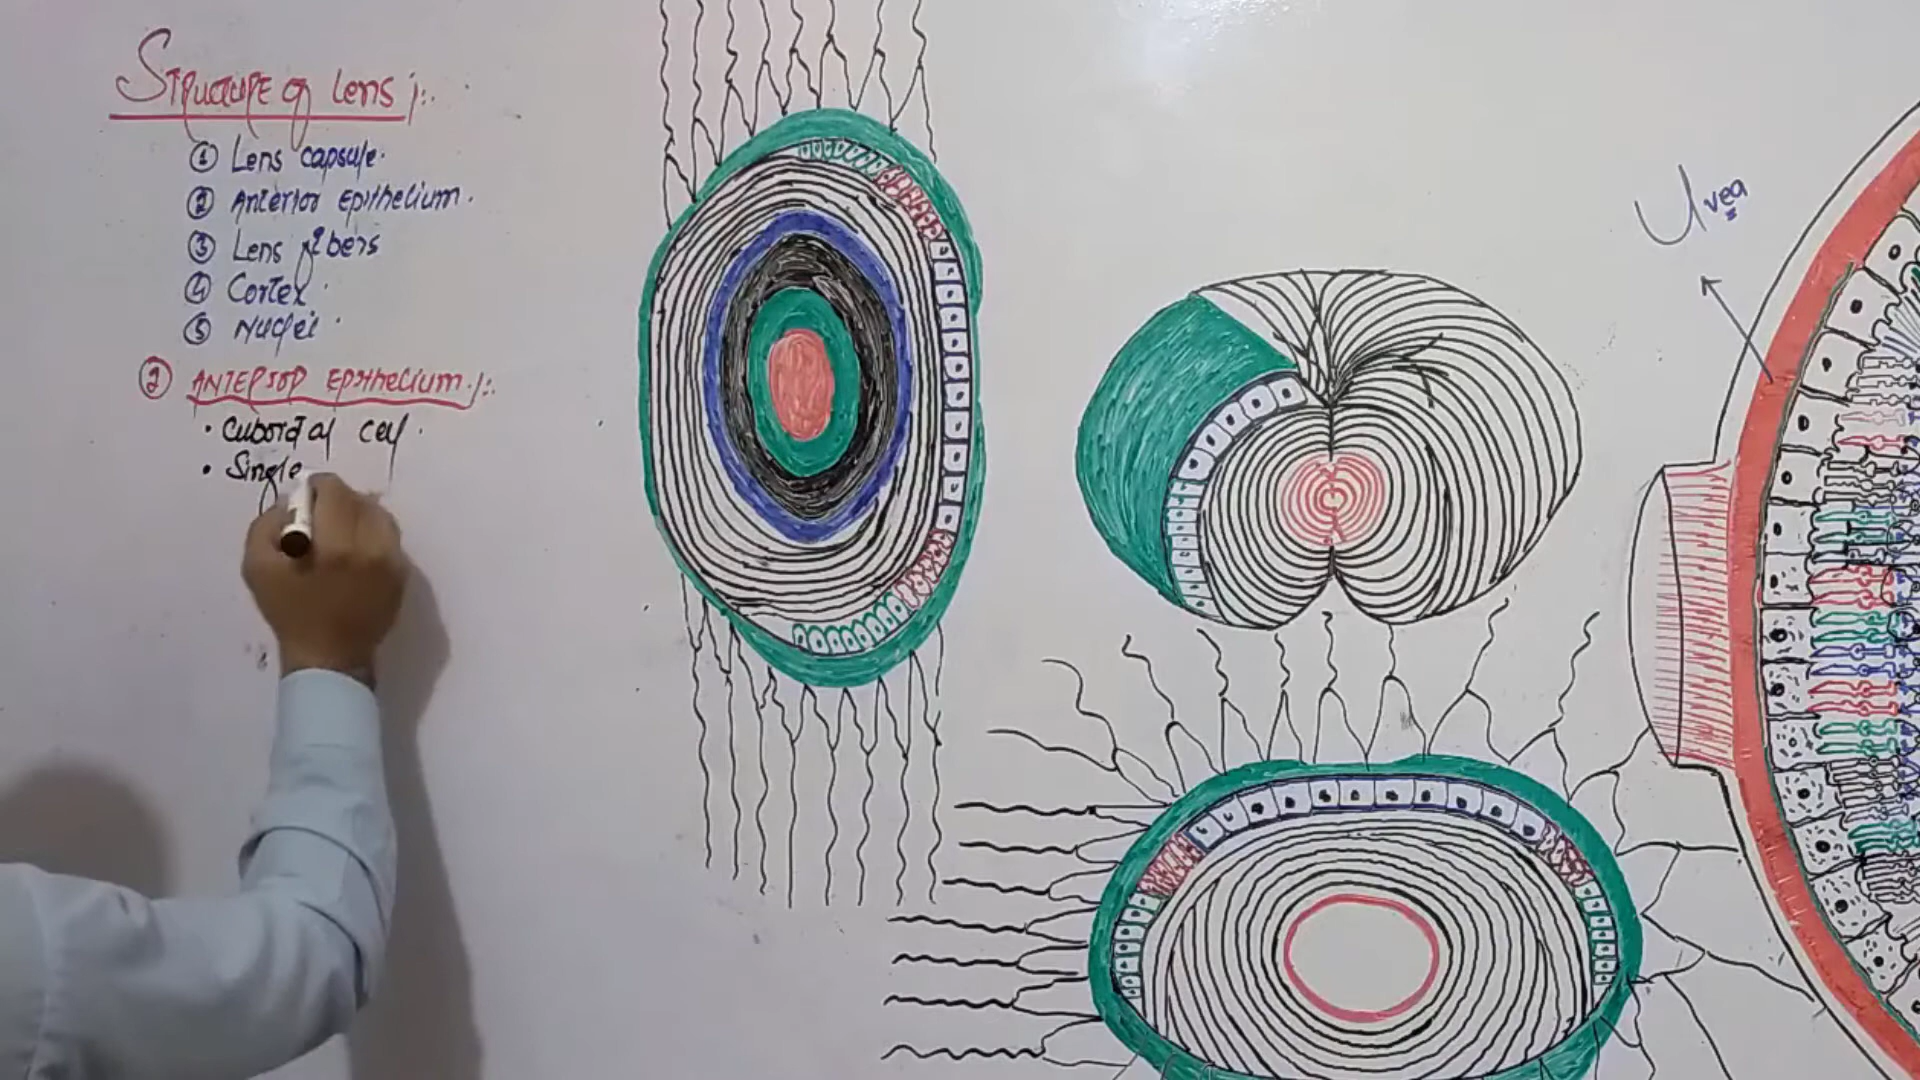 Structure of Lens :-
① Lens capsule.
② Anterior Epithelium.
③ Lens fibers
④ Cortex.
⑤ Nuclei.
② ANTERIOR Epithelium :-
• Cuboidal cell.
• Single
Uvea